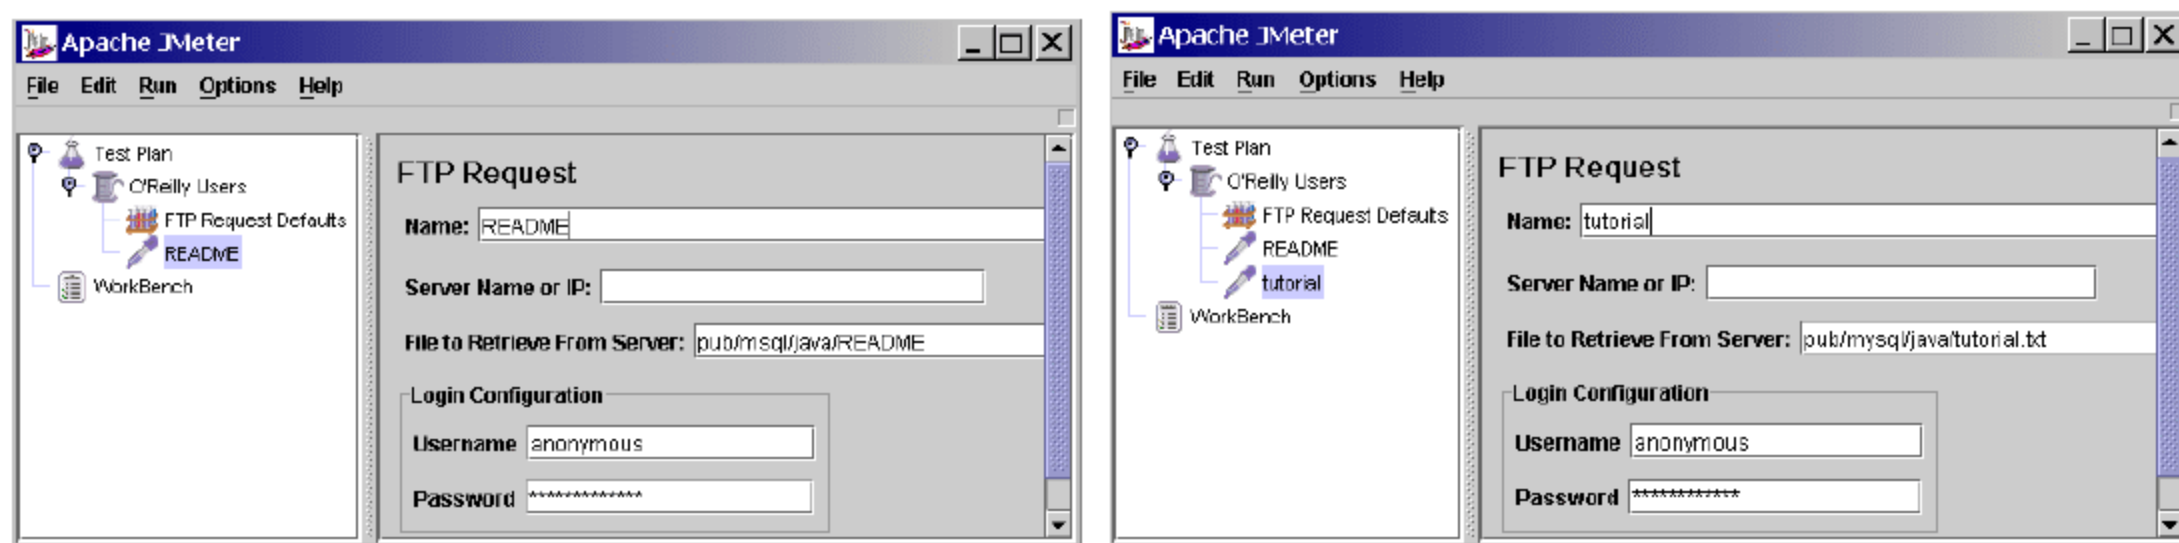 Apache JMeter
File Edit Run Options Help
Test Plan
O'Reilly Users
FTP Request Defaults
README
WorkBench
FTP Request
Name: README
Server Name or IP:
File to Retrieve From Server: pub/msql/java/README
Login Configuration
Username anonymous
Password *************
Apache JMeter
File Edit Run Options Help
Test Plan
O'Reilly Users
FTP Request Defaults
README
tutorial
WorkBench
FTP Request
Name: tutorial
Server Name or IP:
File to Retrieve From Server: pub/mysql/java/tutorial.txt
Login Configuration
Username anonymous
Password ************